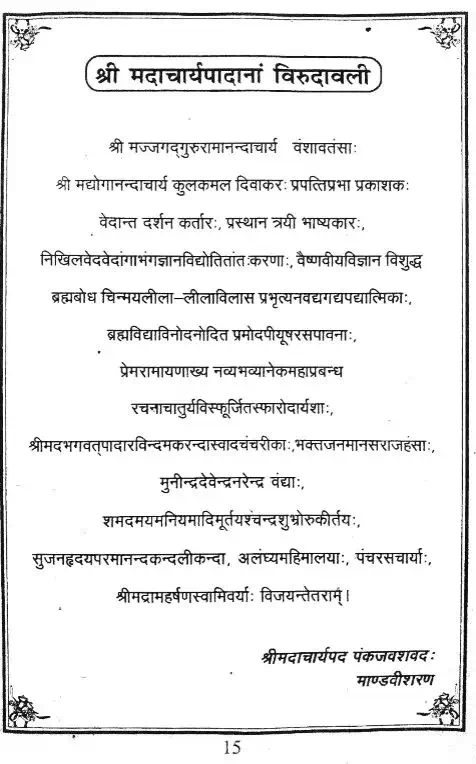 श्री मदाचार्यपादानां विरुदावली
श्री मज्जगद्गुरुरामानन्दाचार्य वंशावतंसाः
श्री मद्योगानन्दाचार्य कुलकमल दिवाकरः प्रपत्तिप्रभा प्रकाशकः
वेदान्त दर्शन कर्तारः, प्रस्थान त्रयी भाष्यकारः,
निखिलवेदवेदांगाभंगज्ञानविद्योतितांतःकरणाः, वैष्णवीयविज्ञान विशुद्ध
ब्रह्मबोध चिन्मयलीला–लीलाविलास प्रभृत्यनवद्यगद्यपद्यात्मिकाः,
ब्रह्मविद्याविनोदनोदित प्रमोदपीयूषरसपावनाः,
प्रेमरामायणाख्य नव्यभव्यानेकमहाप्रबन्ध
रचनाचातुर्यविस्फूर्जितस्फारोदार्यशाः,
श्रीमदभगवत्पादारविन्दमकरन्दास्वादचंचरीकाः,भक्तजनमानसराजहंसाः,
मुनीन्द्रदेवेन्द्रनरेन्द्र वंद्याः,
शमदमयमनियमादिमूर्तयश्चन्द्रशुभ्रोरुकीर्तयः,
सुजनहृदयपरमानन्दकन्दलीकन्दा, अलंघ्यमहिमालयाः, पंचरसचार्याः,
श्रीमद्रामहर्षणस्वामिवर्याः विजयन्तेतराम्ं।
श्रीमदाचार्यपद पंकजवशवदः
माण्डवीशरण
15